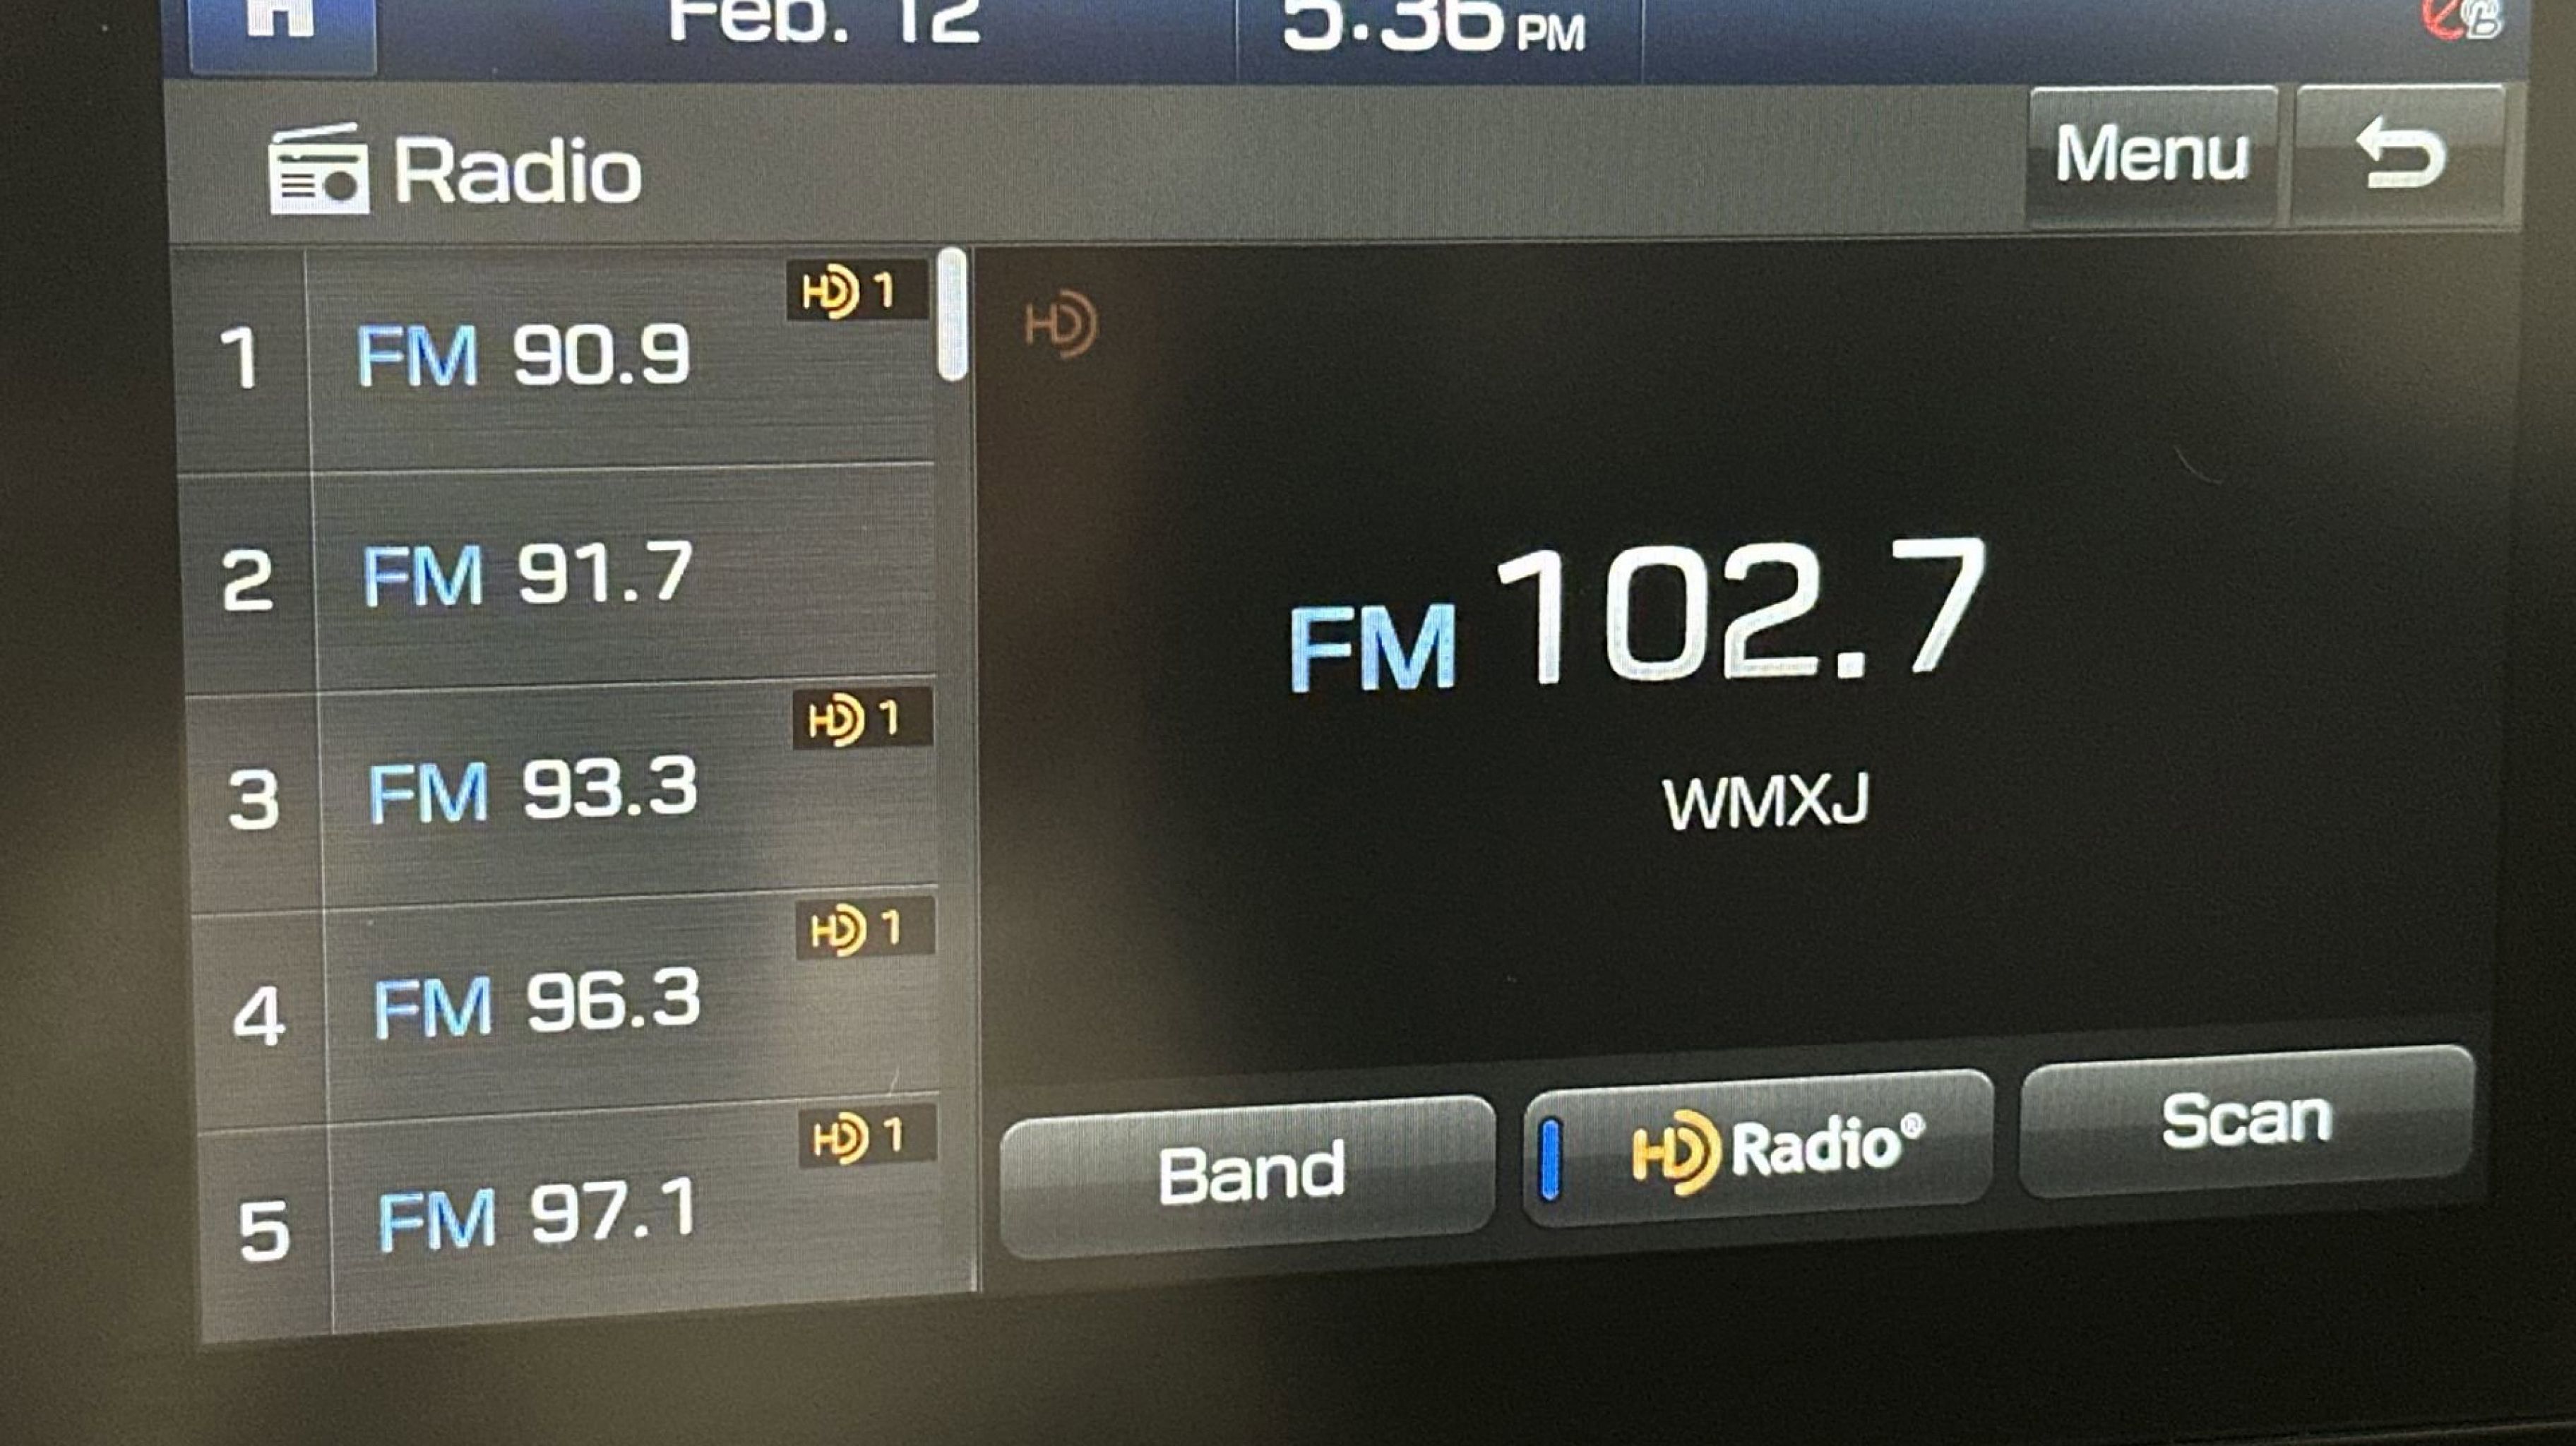 Feb. 12
5:36 PM
Radio
Menu
1 FM 90.9 HD 1
2 FM 91.7
3 FM 93.3 HD 1
4 FM 96.3 HD 1
5 FM 97.1 HD 1
HD
FM 102.7
WMXJ
Band
HD Radio®
Scan